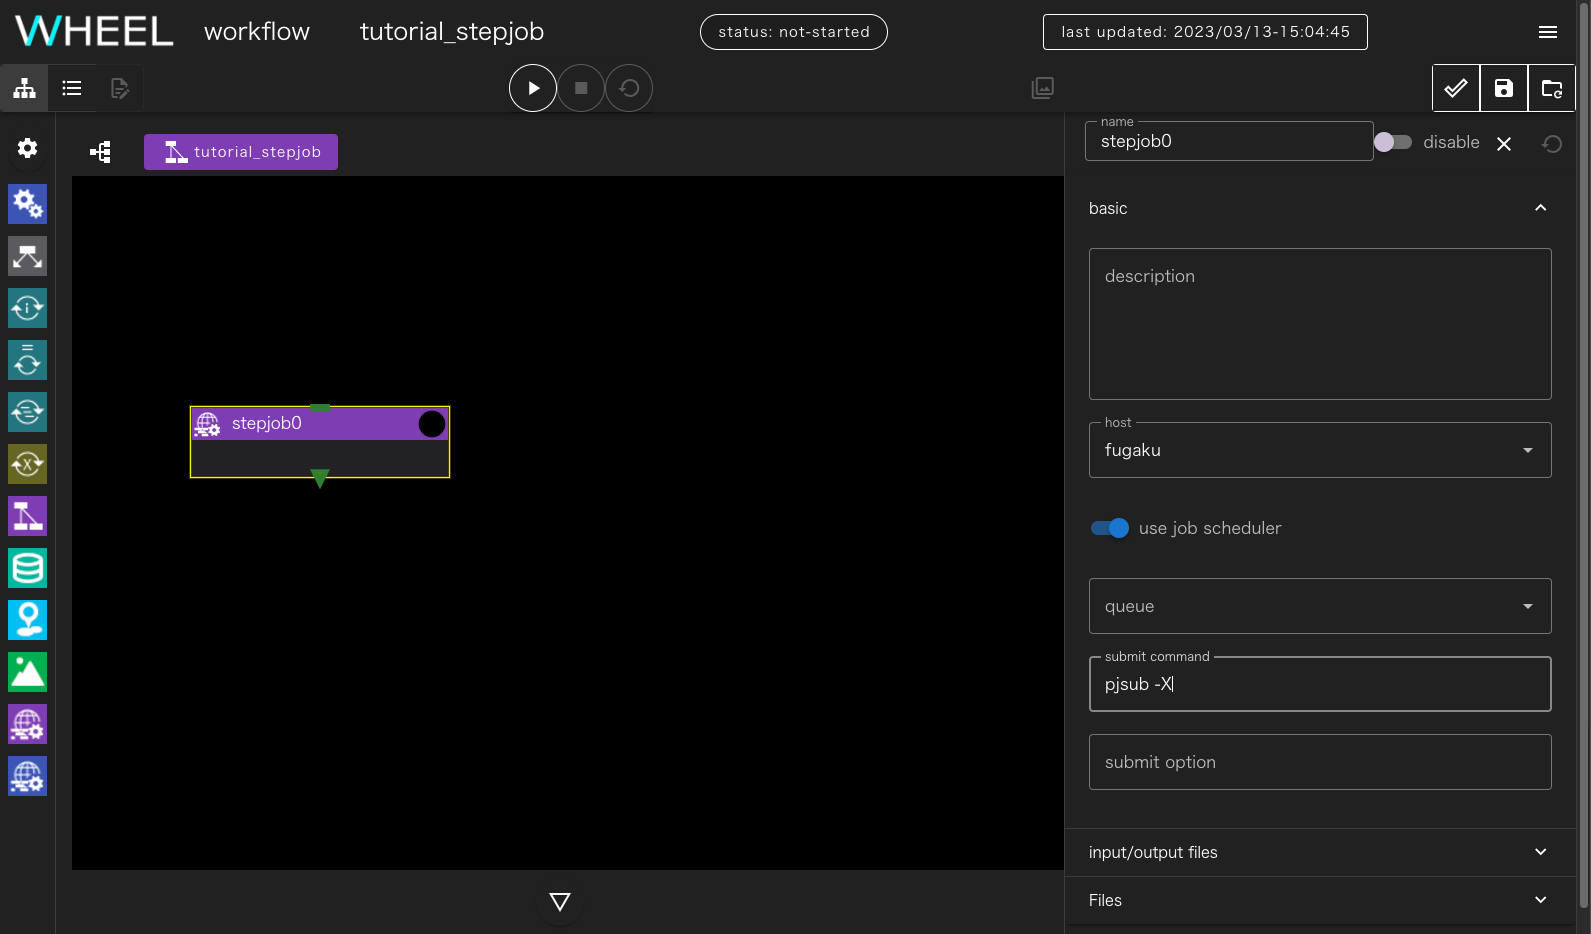 WHEEL workflow tutorial_stepjob status: not-started last updated: 2023/03/13-15:04:45
tutorial_stepjob
name
stepjob0 disable
basic
description
stepjob0
host
fugaku
use job scheduler
queue
submit command
pjsub -X
submit option
input/output files
Files